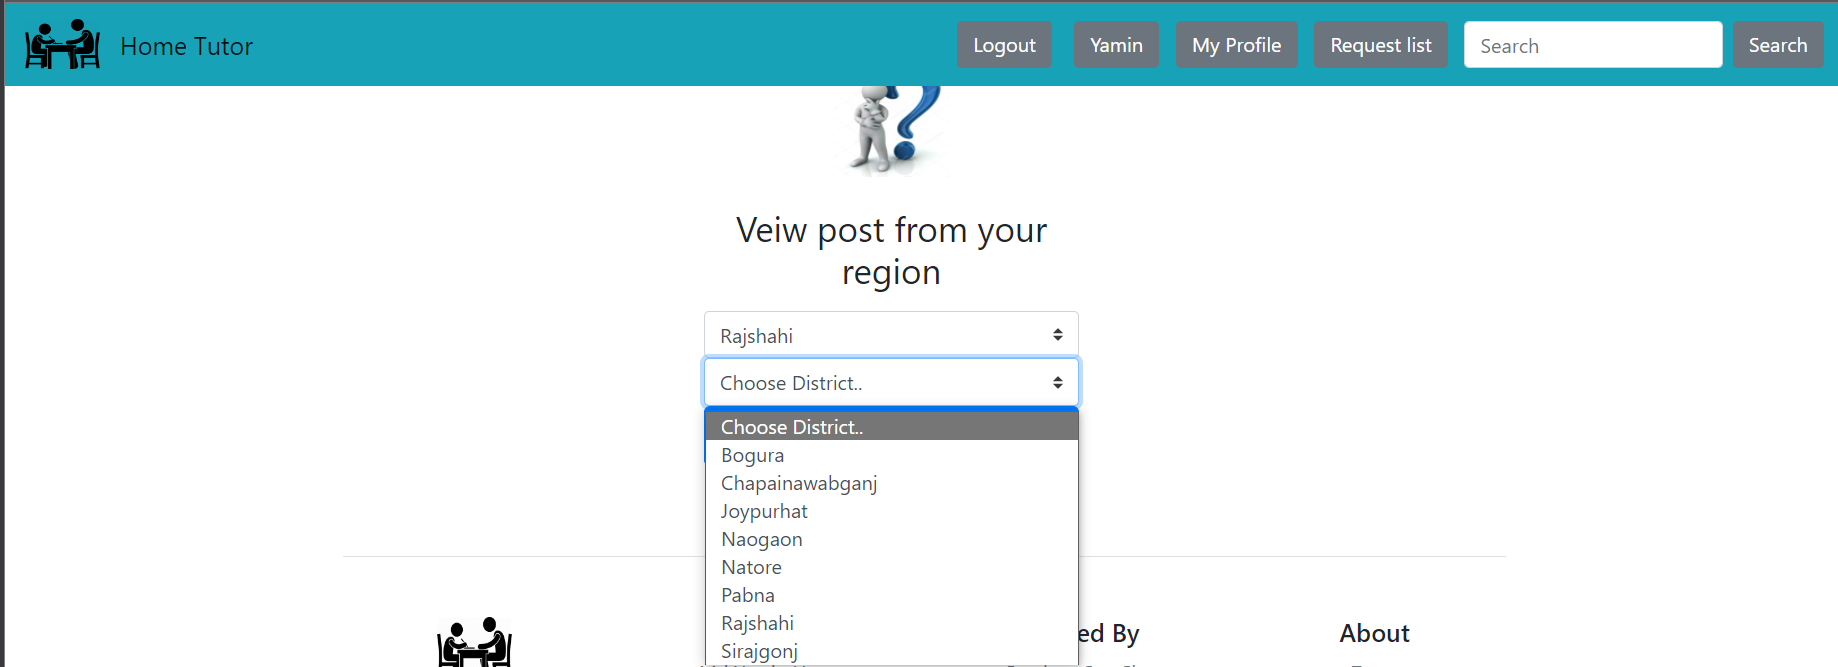 Home Tutor
Logout
Yamin
My Profile
Request list
Search
Search
Veiw post from your
region
Rajshahi
Choose District..
Choose District..
Bogura
Chapainawabganj
Joypurhat
Naogaon
Natore
Pabna
Rajshahi
Sirajgonj
ed By
About